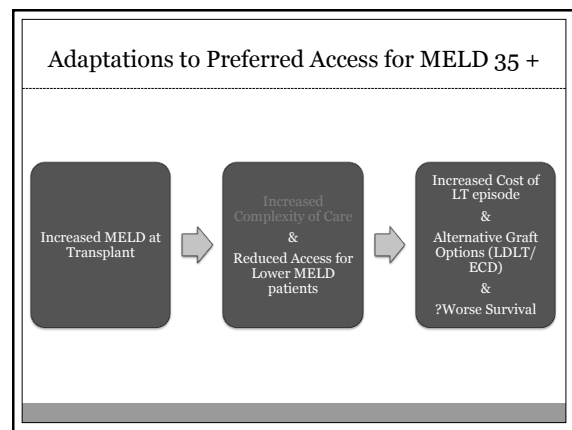 Adaptations to Preferred Access for MELD 35 +
Increased MELD at
Transplant
Increased
Complexity of Care
&
Reduced Access for
Lower MELD
patients
Increased Cost of
LT episode
&
Alternative Graft
Options (LDLT/
ECD)
&
?Worse Survival